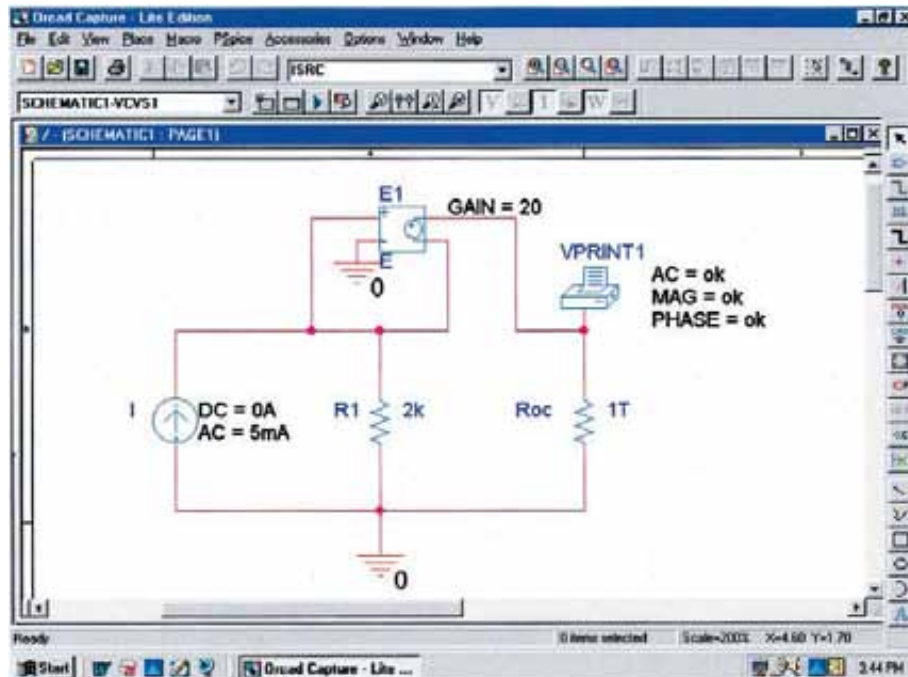 Orcad Capture - Lite Edition
File Edit View Place Macro PSpice Accessories Options Window Help
ISRC
SCHEMATIC1-VCVS1
/ - (SCHEMATIC1 : PAGE1)
E1
GAIN = 20
E
0
VPRINT1
AC = ok
MAG = ok
PHASE = ok
I
DC = 0A
AC = 5mA
R1
2k
Roc
1T
0
Ready
0 items selected
Scale=200%
X=4.60 Y=1.70
Start
Orcad Capture - Lite ...
3:44 PM